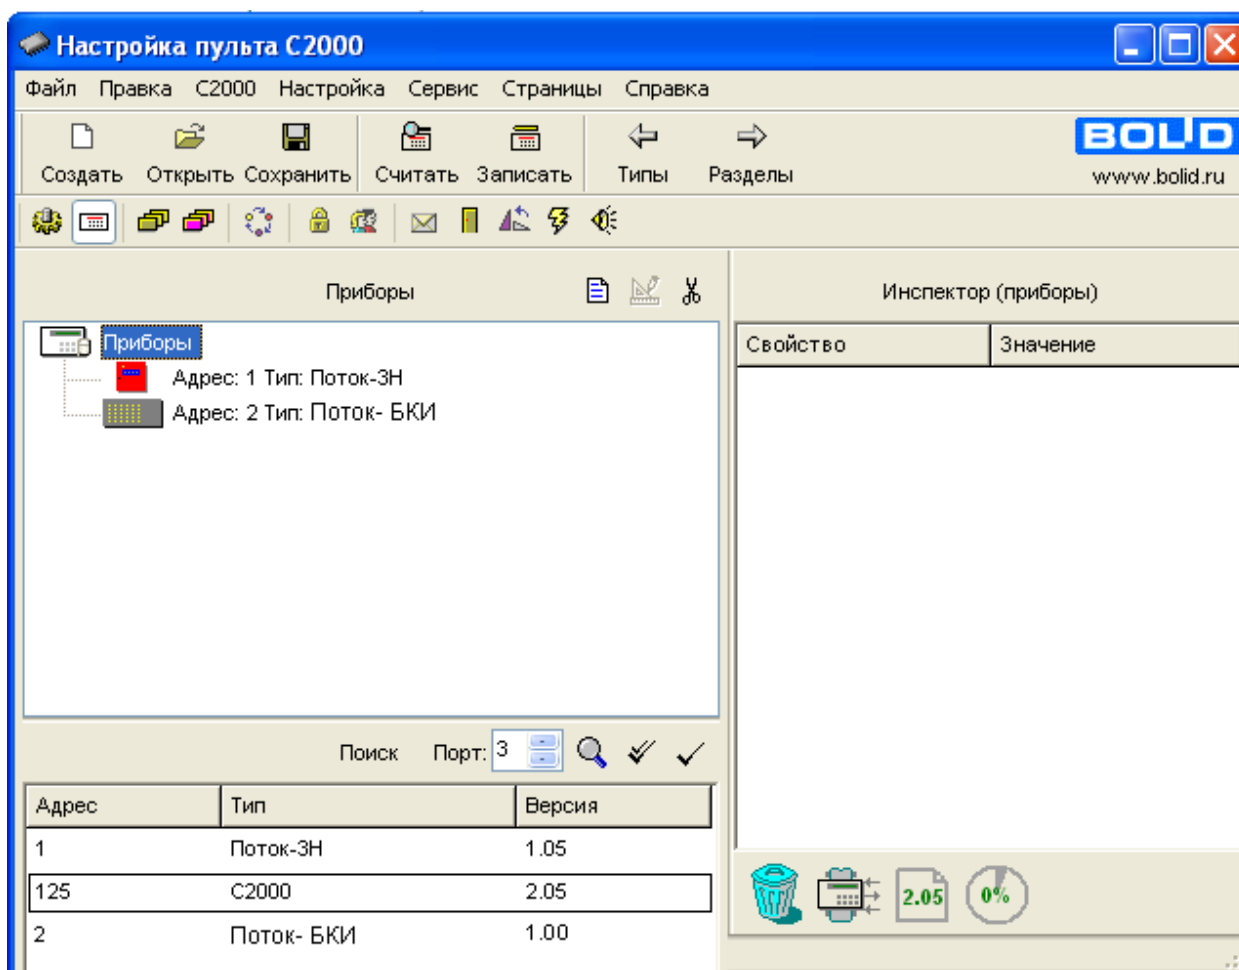 Настройка пульта С2000
Файл Правка С2000 Настройка Сервис Страницы Справка
Создать Открыть Сохранить Считать Записать Типы Разделы
BOLID
www.bolid.ru
Приборы
Инспектор (приборы)
Приборы
Адрес: 1 Тип: Поток-3Н
Адрес: 2 Тип: Поток- БКИ
Свойство Значение
Поиск Порт: 3
Адрес Тип Версия
1 Поток-3Н 1.05
125 С2000 2.05
2 Поток- БКИ 1.00
2.05 0%